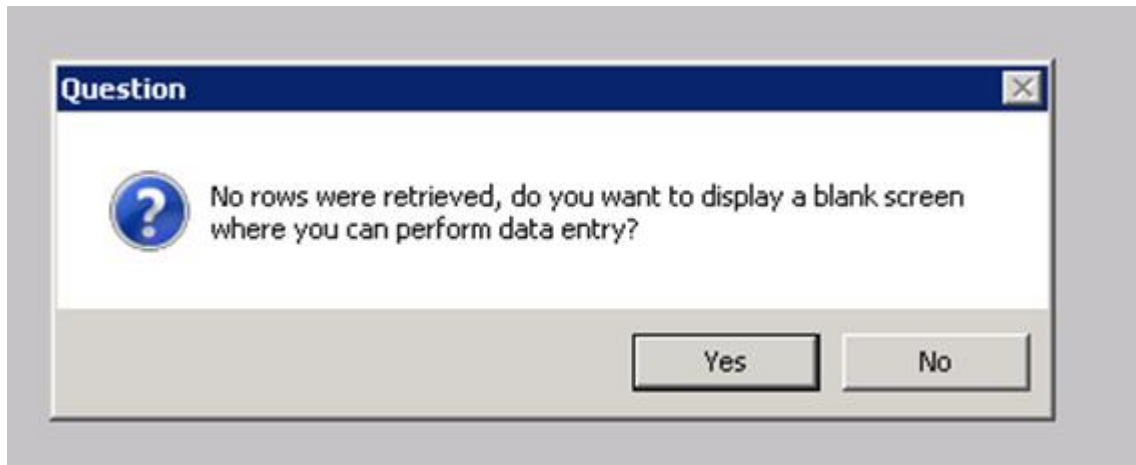 Question
No rows were retrieved, do you want to display a blank screen
where you can perform data entry?
Yes
No